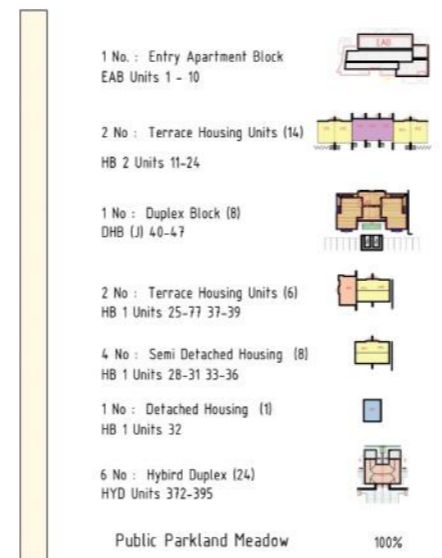 1 No. : Entry Apartment Block
EAB Units 1 - 10
EAB
2 No : Terrace Housing Units (14)
HB 2 Units 11-24
1 No : Duplex Block (8)
DHB (J) 40-47
2 No : Terrace Housing Units (6)
HB 1 Units 25-77 37-39
4 No : Semi Detached Housing (8)
HB 1 Units 28-31 33-36
1 No : Detached Housing (1)
HB 1 Units 32
6 No : Hybird Duplex (24)
HYD Units 372-395
Public Parkland Meadow 100%